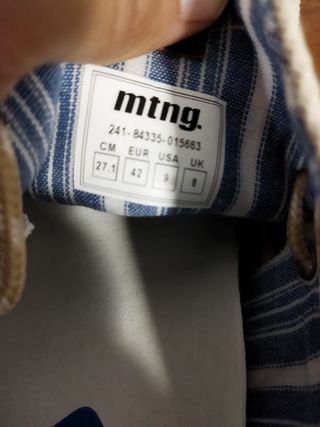 mtng.
241-84335-015663
CM EUR USA UK
27.1 42 9 8